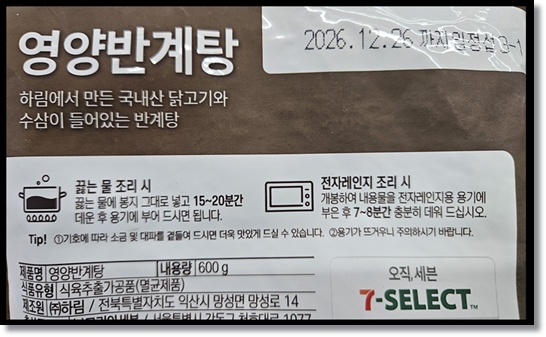 영양반계탕
2026.12.26 까지
하림에서 만든 국내산 닭고기와
수삼이 들어있는 반계탕
끓는 물 조리 시
끓는 물에 봉지 그대로 넣고 15~20분간
데운 후 용기에 부어 드시면 됩니다.
전자레인지 조리 시
개봉하여 내용물을 전자레인지용 용기에
부은 후 7~8분간 충분히 데워 드십시오.
Tip! ①기호에 따라 소금 및 대파를 곁들여 드시면 더욱 맛있게 드실 수 있습니다. ②용기가 뜨거우니 주의하시기 바랍니다.
제품명 영양반계탕 내용량 600 g
식품유형 식육추출가공품(멸균제품)
제조원 ㈜하림 / 전북특별자치도 익산시 망성면 망성로 14
오직, 세븐
7-SELECT™